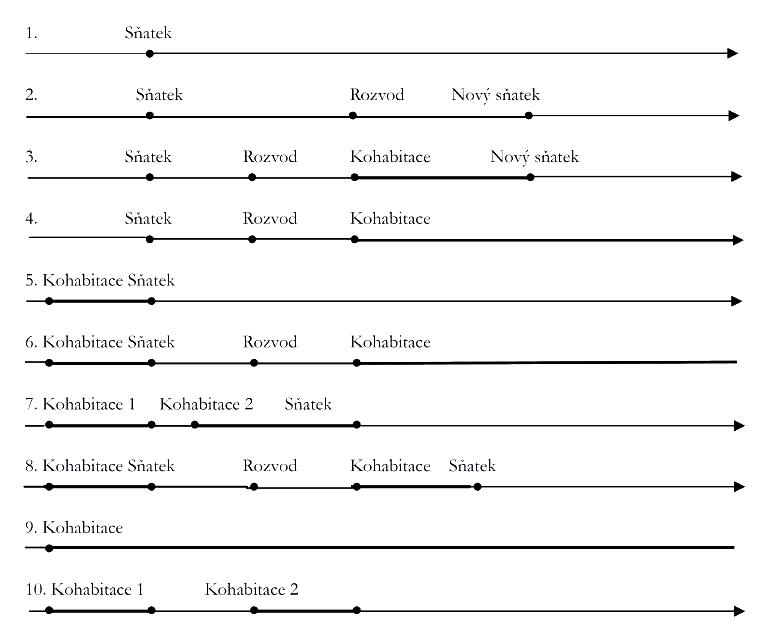 1. Sňatek
2. Sňatek Rozvod Nový sňatek
3. Sňatek Rozvod Kohabitace Nový sňatek
4. Sňatek Rozvod Kohabitace
5. Kohabitace Sňatek
6. Kohabitace Sňatek Rozvod Kohabitace
7. Kohabitace 1 Kohabitace 2 Sňatek
8. Kohabitace Sňatek Rozvod Kohabitace Sňatek
9. Kohabitace
10. Kohabitace 1 Kohabitace 2